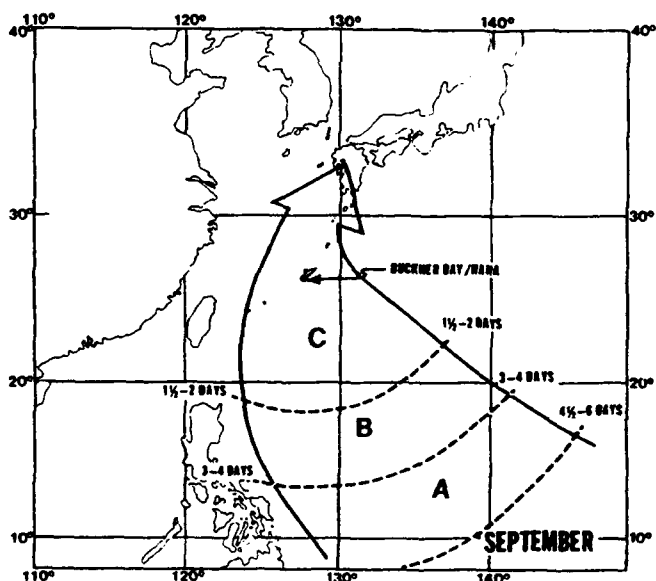 110° 120° 130° 140°
40° 40°
30° 30°
BUCKNER BAY/NAHA
1½-2 DAYS
C
3-4 DAYS
20° 20°
1½-2 DAYS
4½-6 DAYS
B
3-4 DAYS
A
10° SEPTEMBER 10°
110° 120° 130° 140°